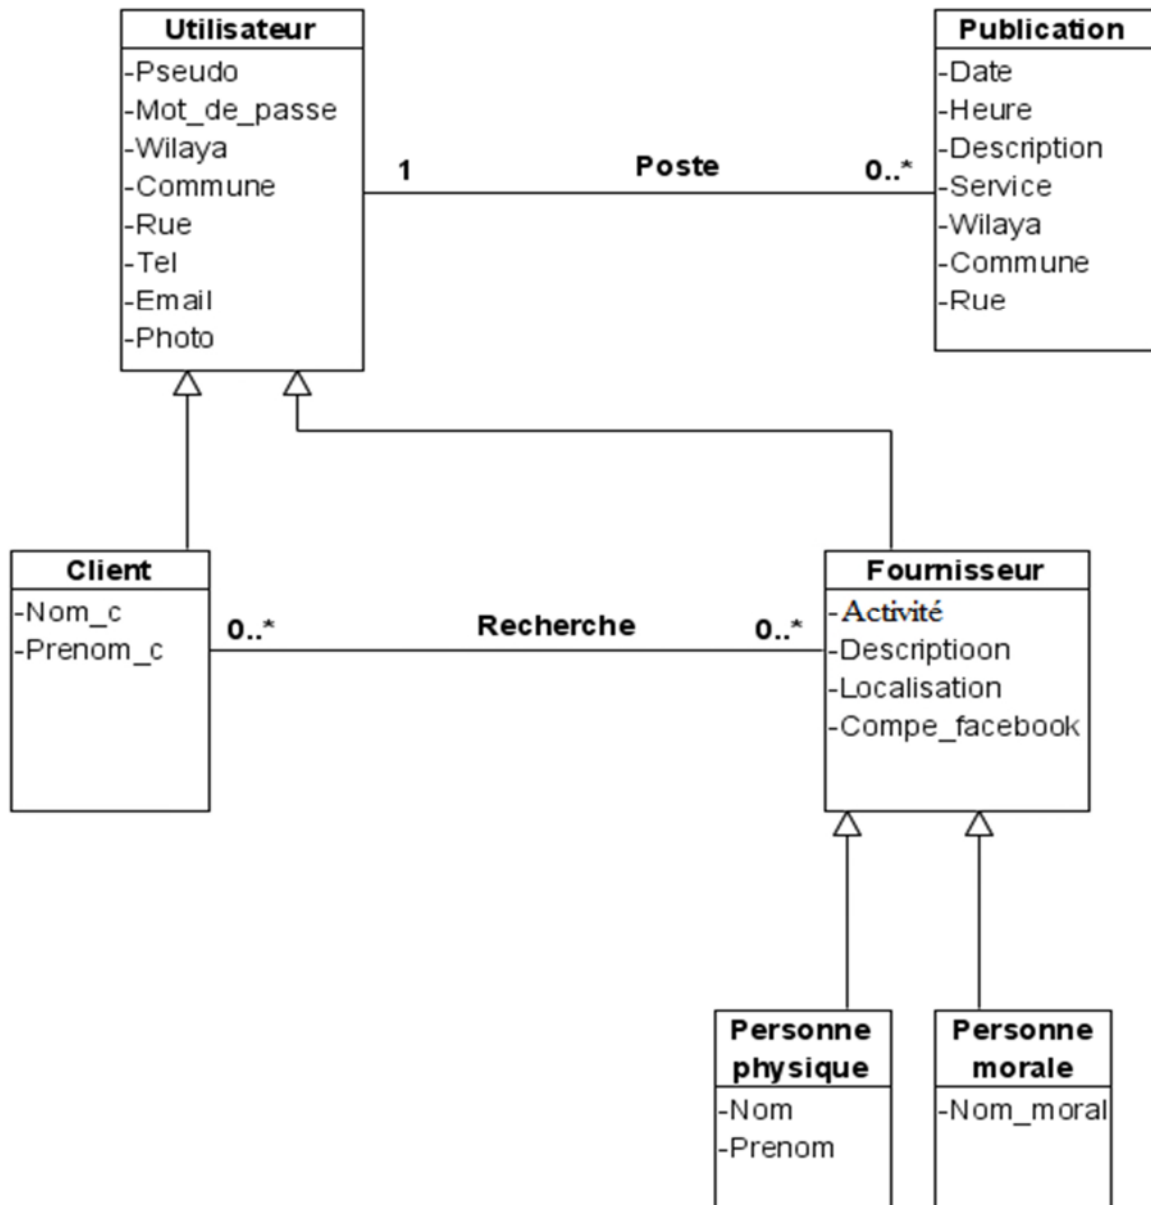 Utilisateur
-Pseudo
-Mot_de_passe
-Wilaya
-Commune
-Rue
-Tel
-Email
-Photo
1
Poste
0..*
Publication
-Date
-Heure
-Description
-Service
-Wilaya
-Commune
-Rue
Client
-Nom_c
-Prenom_c
0..*
Recherche
0..*
Fournisseur
-Activité
-Descriptioon
-Localisation
-Compe_facebook
Personne
physique
-Nom
-Prenom
Personne
morale
-Nom_moral